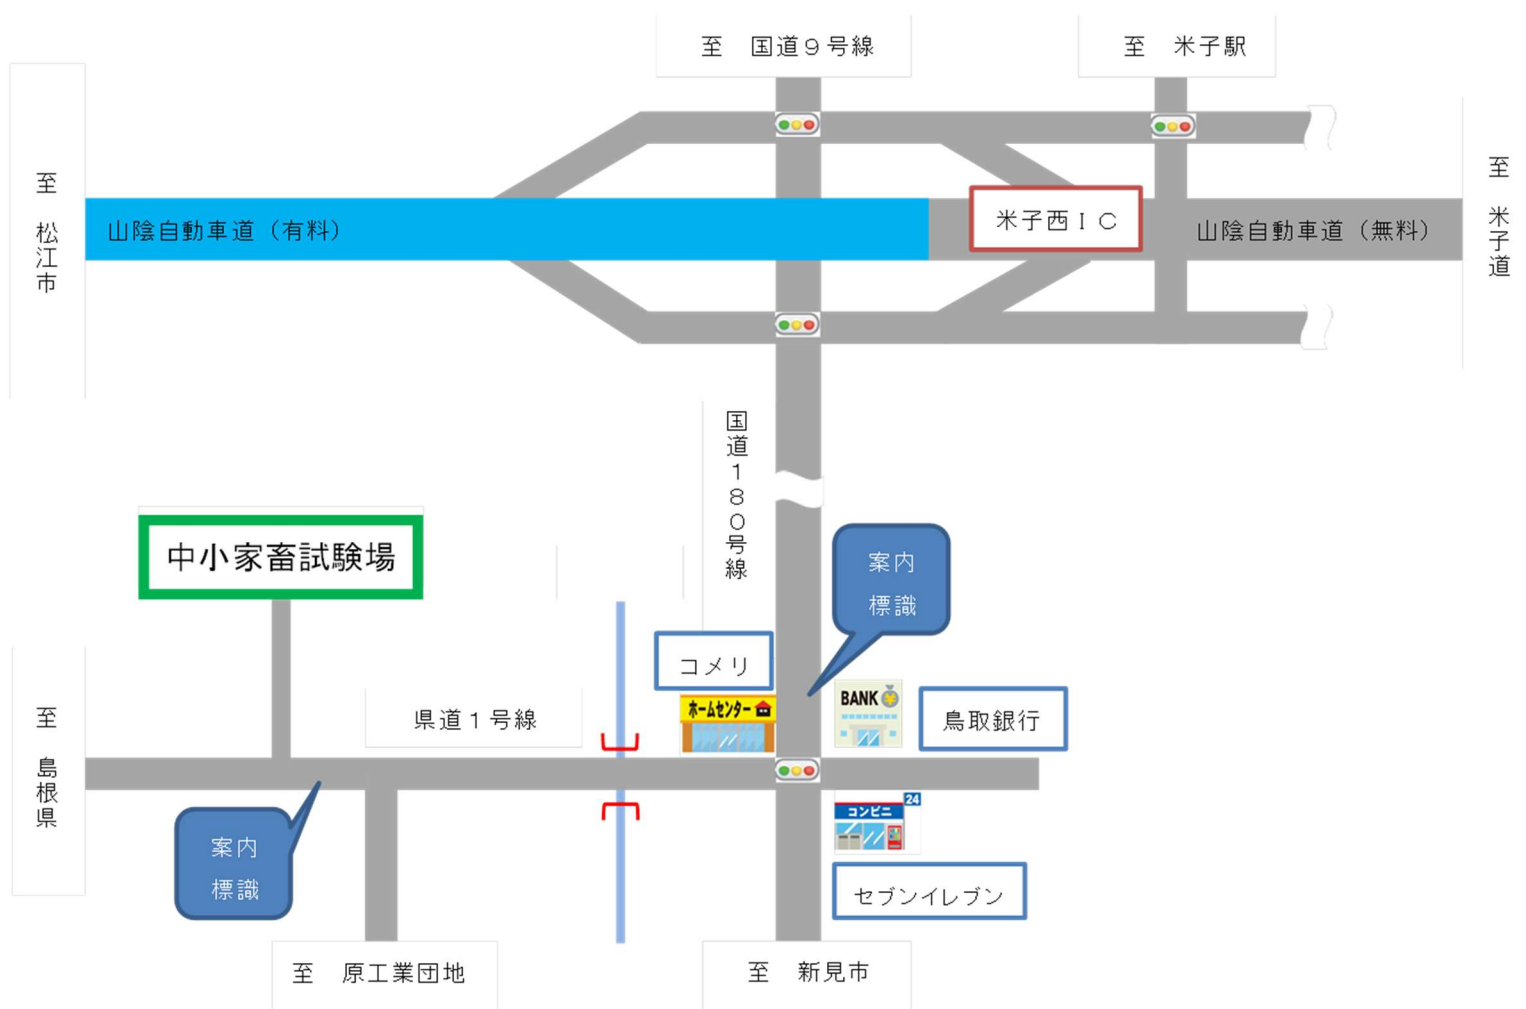 至　国道９号線
至　米子駅
至　松江市
山陰自動車道（有料）
米子西ＩＣ
山陰自動車道（無料）
至　米子道
国道１８０号線
中小家畜試験場
案内
標識
コメリ
ホームセンター
BANK
鳥取銀行
県道１号線
至　島根県
24
コンビニ
案内
標識
セブンイレブン
至　原工業団地
至　新見市